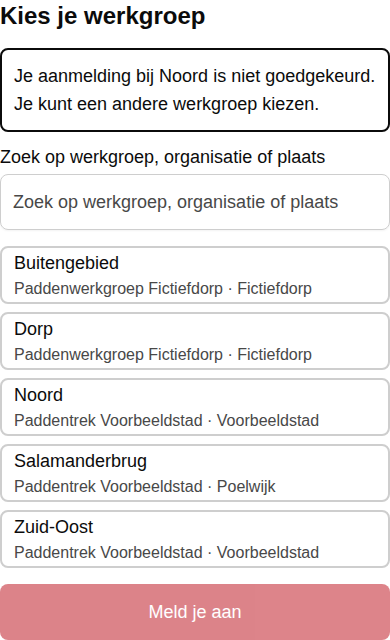 Kies je werkgroep
Je aanmelding bij Noord is niet goedgekeurd.
Je kunt een andere werkgroep kiezen.
Zoek op werkgroep, organisatie of plaats
Zoek op werkgroep, organisatie of plaats
Buitengebied
Paddenwerkgroep Fictiefdorp · Fictiefdorp
Dorp
Paddenwerkgroep Fictiefdorp · Fictiefdorp
Noord
Paddentrek Voorbeeldstad · Voorbeeldstad
Salamanderbrug
Paddentrek Voorbeeldstad · Poelwijk
Zuid-Oost
Paddentrek Voorbeeldstad · Voorbeeldstad
Meld je aan